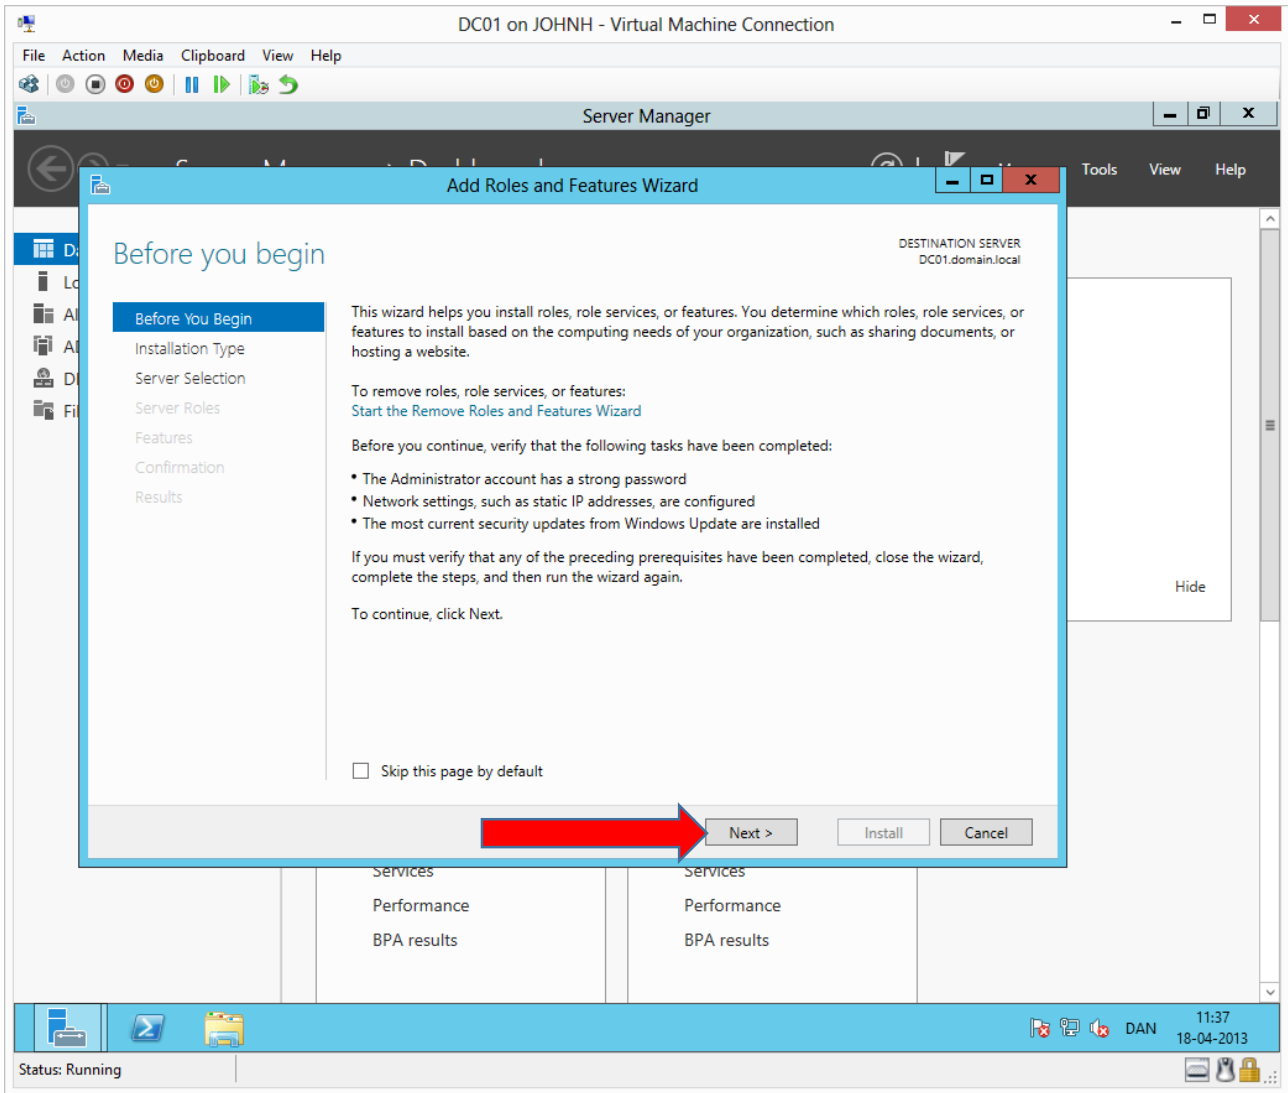 DC01 on JOHNH - Virtual Machine Connection
File Action Media Clipboard View Help
Server Manager
Tools View Help
Add Roles and Features Wizard
Before you begin
DESTINATION SERVER
DC01.domain.local
Before You Begin
Installation Type
Server Selection
Server Roles
Features
Confirmation
Results
This wizard helps you install roles, role services, or features. You determine which roles, role services, or
features to install based on the computing needs of your organization, such as sharing documents, or
hosting a website.
To remove roles, role services, or features:
Start the Remove Roles and Features Wizard
Before you continue, verify that the following tasks have been completed:
• The Administrator account has a strong password
• Network settings, such as static IP addresses, are configured
• The most current security updates from Windows Update are installed
If you must verify that any of the preceding prerequisites have been completed, close the wizard,
complete the steps, and then run the wizard again.
To continue, click Next.
Hide
Skip this page by default
Next > Install Cancel
Services Services
Performance Performance
BPA results BPA results
DAN
11:37
18-04-2013
Status: Running